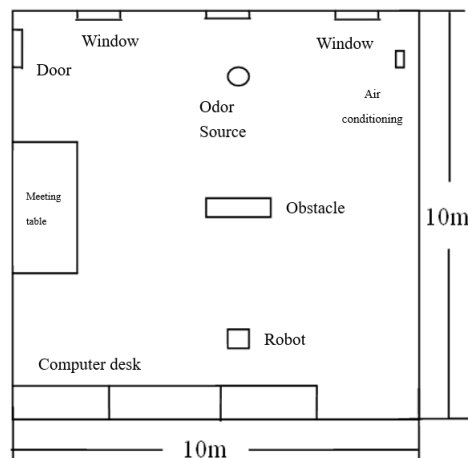 Window
Window
Door
Odor
Source
Air
conditioning
Meeting
table
Obstacle
10m
Robot
Computer desk
10m